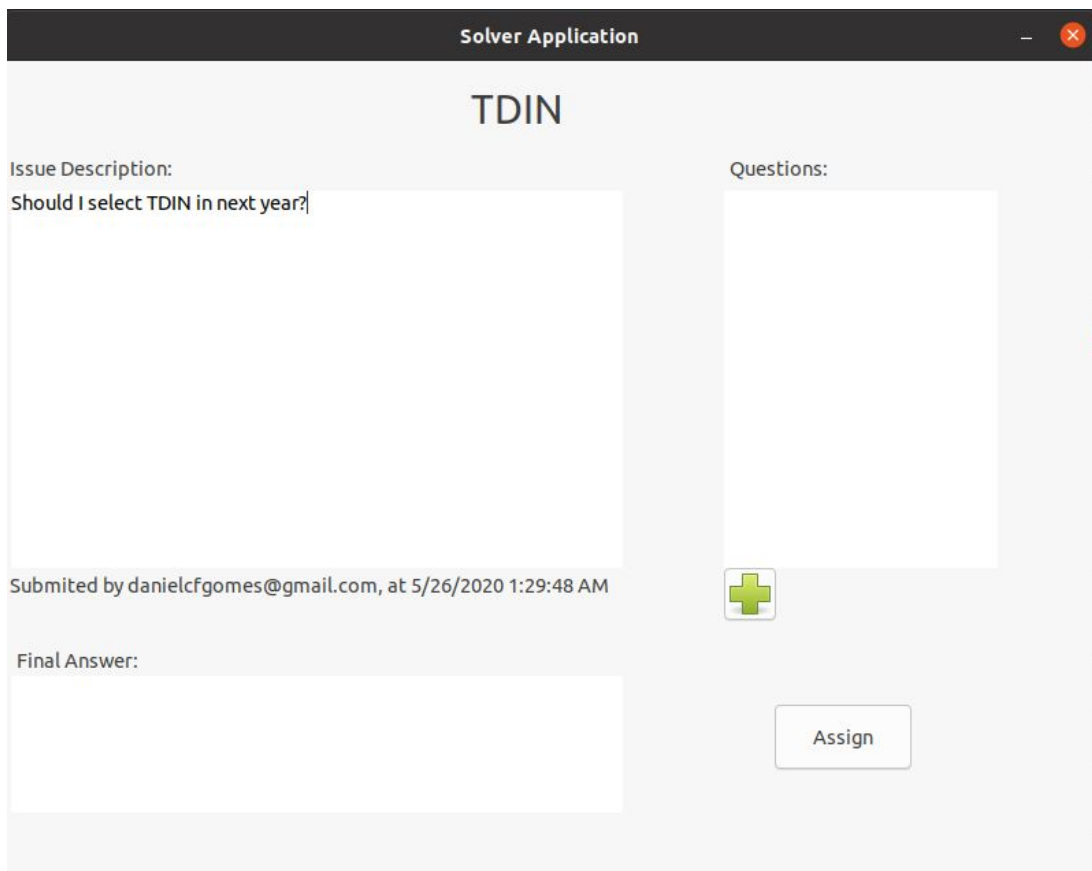 Solver Application
TDIN
Issue Description:
Questions:
Should I select TDIN in next year?
Submited by danielcfgomes@gmail.com, at 5/26/2020 1:29:48 AM
Final Answer:
Assign